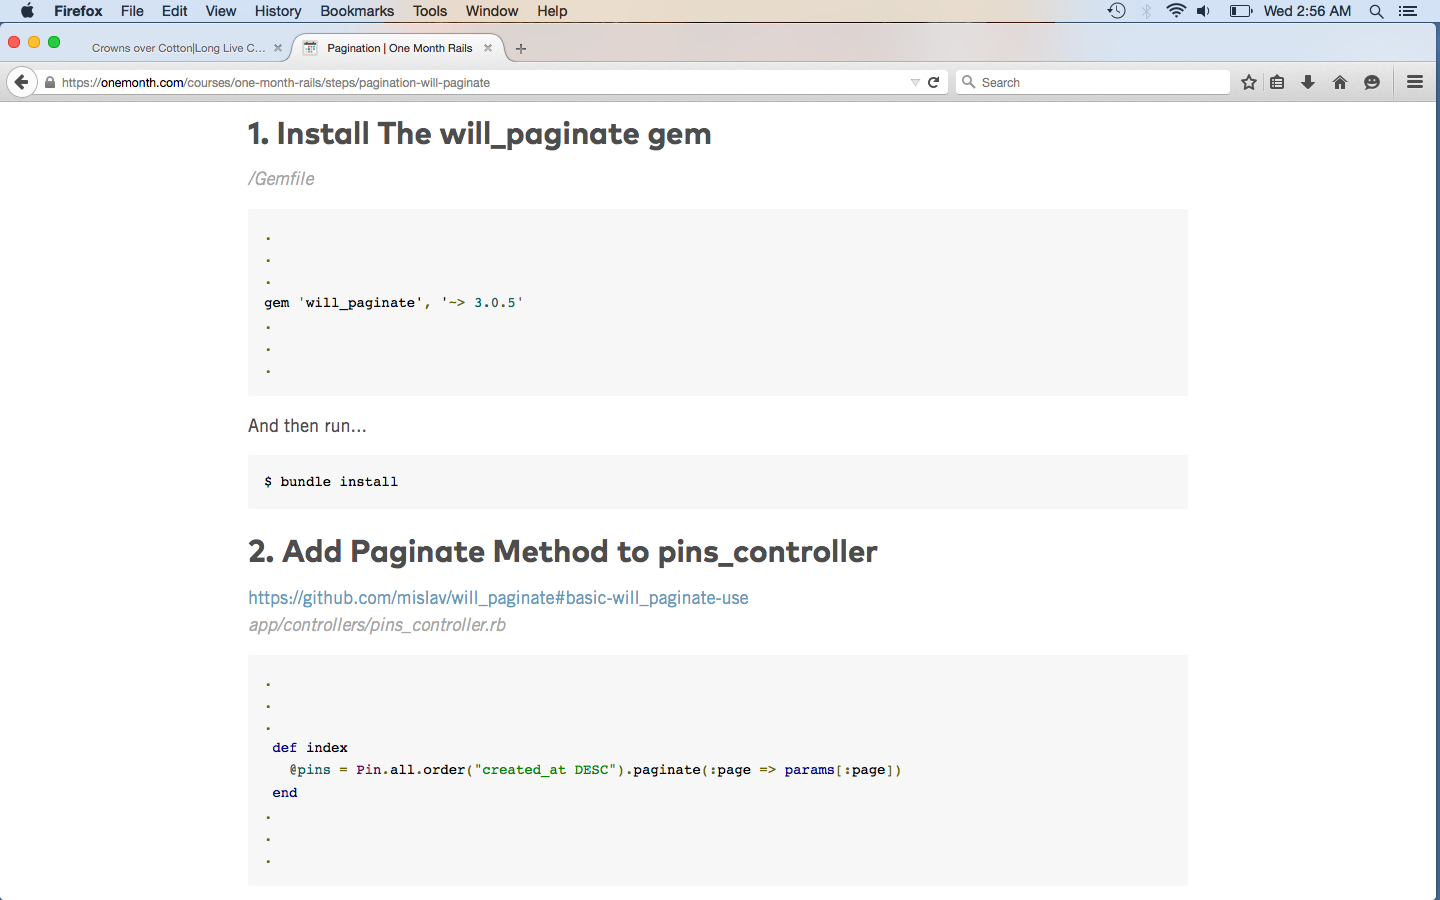 Firefox File Edit View History Bookmarks Tools Window Help Wed 2:56 AM
Crowns over Cotton|Long Live C... Pagination | One Month Rails
https://onemonth.com/courses/one-month-rails/steps/pagination-will-paginate Search
1. Install The will_paginate gem
/Gemfile
.
.
.
gem 'will_paginate', '~> 3.0.5'
.
.
.
And then run...
$ bundle install
2. Add Paginate Method to pins_controller
https://github.com/mislav/will_paginate#basic-will_paginate-use
app/controllers/pins_controller.rb
.
.
.
def index
@pins = Pin.all.order("created_at DESC").paginate(:page => params[:page])
end
.
.
.